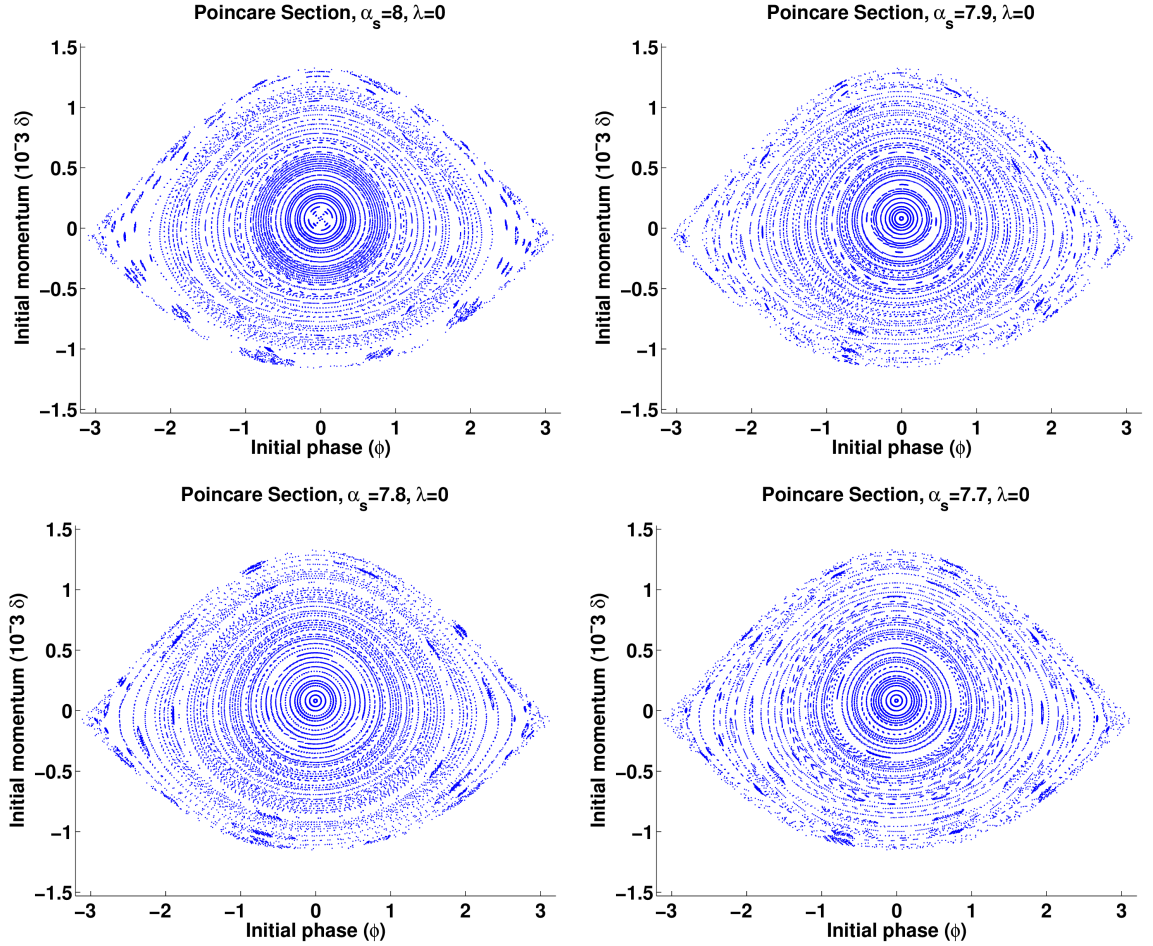 Poincare Section, αs=8, λ=0
Initial momentum (10⁻3 δ)
1.5
1
0.5
0
−0.5
−1
−1.5
−3 −2 −1 0 1 2 3
Initial phase (ϕ)
Poincare Section, αs=7.9, λ=0
Initial momentum (10⁻3 δ)
1.5
1
0.5
0
−0.5
−1
−1.5
−3 −2 −1 0 1 2 3
Initial phase (ϕ)
Poincare Section, αs=7.8, λ=0
Initial momentum (10⁻3 δ)
1.5
1
0.5
0
−0.5
−1
−1.5
−3 −2 −1 0 1 2 3
Initial phase (ϕ)
Poincare Section, αs=7.7, λ=0
Initial momentum (10⁻3 δ)
1.5
1
0.5
0
−0.5
−1
−1.5
−3 −2 −1 0 1 2 3
Initial phase (ϕ)